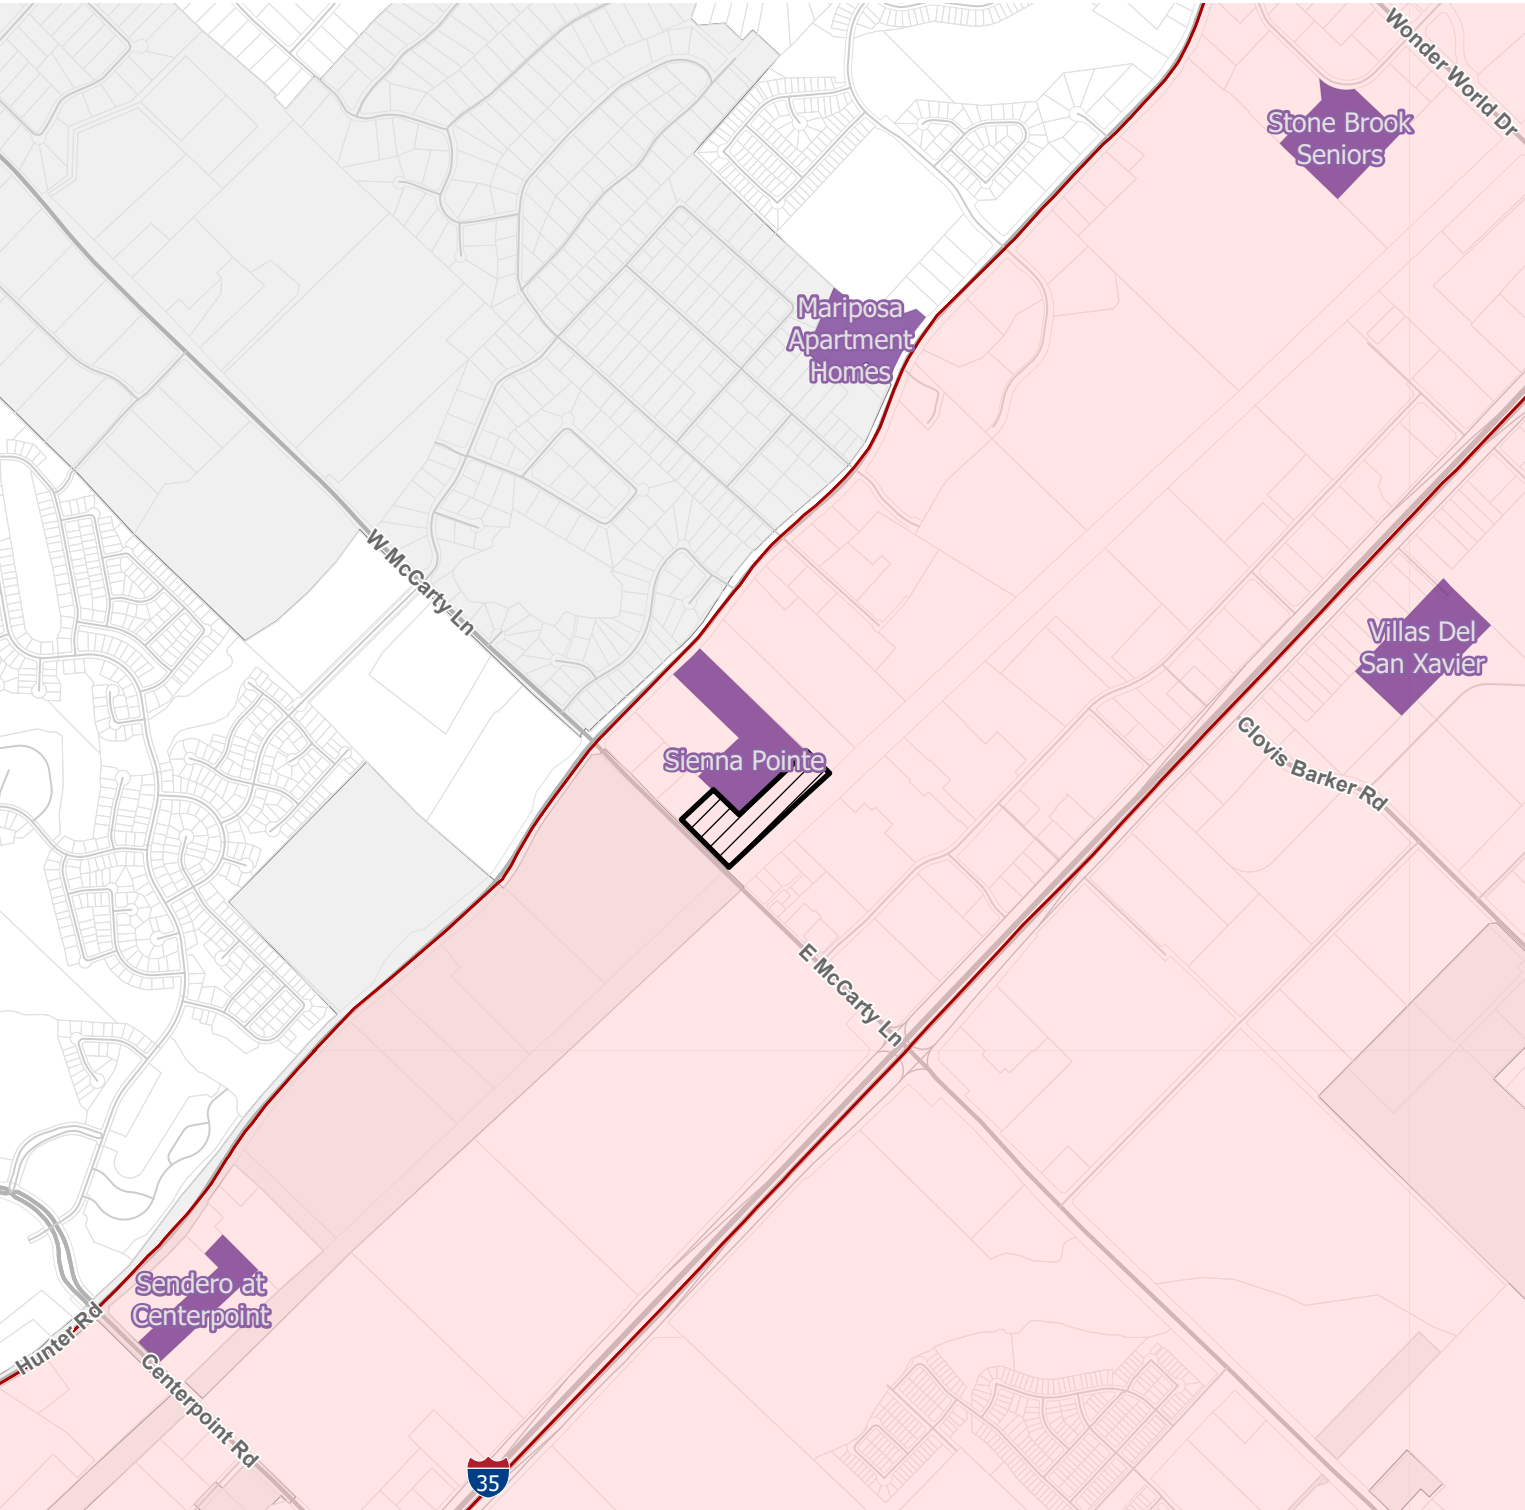 Wonder World Dr
Stone Brook
Seniors
Mariposa
Apartment
Homes
W McCarty Ln
Villas Del
San Xavier
Sienna Pointe
Clovis Barker Rd
E McCarty Ln
Sendero at
Centerpoint
Hunter Rd
Centerpoint Rd
35